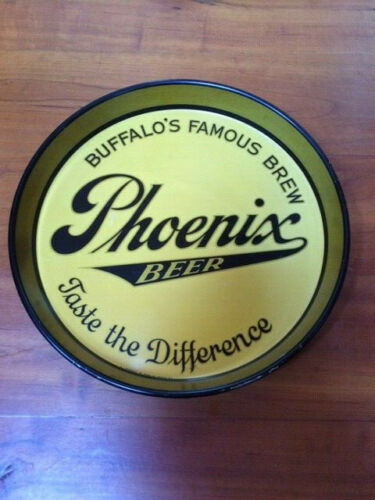 BUFFALO'S FAMOUS BREW
Phoenix
BEER
Taste the Difference